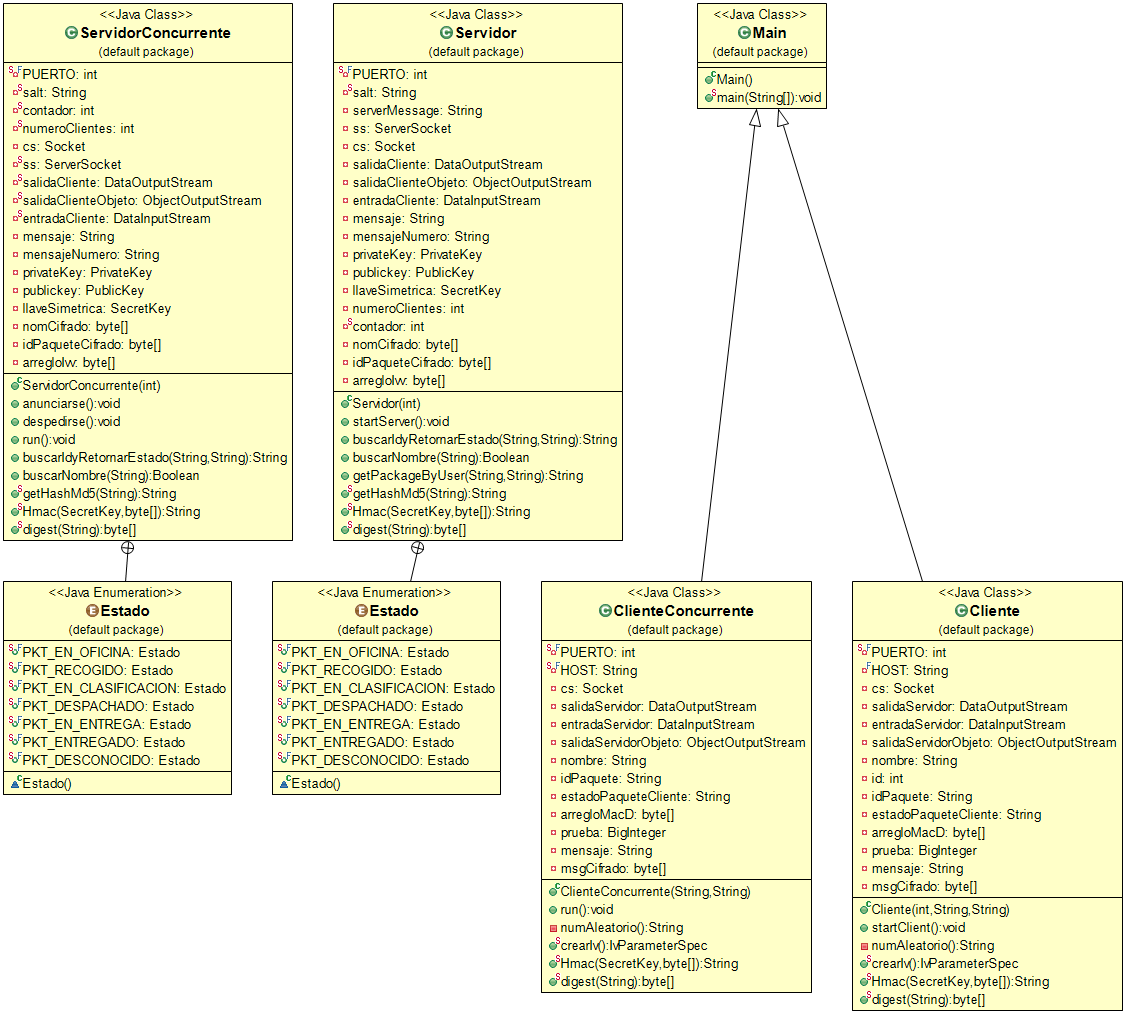 <<Java Class>>
ServidorConcurrente
(default package)
PUERTO: int
salt: String
contador: int
numeroClientes: int
cs: Socket
ss: ServerSocket
salidaCliente: DataOutputStream
salidaClienteObjeto: ObjectOutputStream
entradaCliente: DataInputStream
mensaje: String
mensajeNumero: String
privateKey: PrivateKey
publickey: PublicKey
llaveSimetrica: SecretKey
nomCifrado: byte[]
idPaqueteCifrado: byte[]
arregloIvv: byte[]
ServidorConcurrente(int)
anunciarse():void
despedirse():void
run():void
buscarIdyRetornarEstado(String,String):String
buscarNombre(String):Boolean
getHashMd5(String):String
Hmac(SecretKey,byte[]):String
digest(String):byte[]
<<Java Class>>
Servidor
(default package)
PUERTO: int
salt: String
serverMessage: String
ss: ServerSocket
cs: Socket
salidaCliente: DataOutputStream
salidaClienteObjeto: ObjectOutputStream
entradaCliente: DataInputStream
mensaje: String
mensajeNumero: String
privateKey: PrivateKey
publickey: PublicKey
llaveSimetrica: SecretKey
numeroClientes: int
contador: int
nomCifrado: byte[]
idPaqueteCifrado: byte[]
arregloIvv: byte[]
Servidor(int)
startServer():void
buscarIdyRetornarEstado(String,String):String
buscarNombre(String):Boolean
getPackageByUser(String,String):String
getHashMd5(String):String
Hmac(SecretKey,byte[]):String
digest(String):byte[]
<<Java Class>>
Main
(default package)
Main()
main(String[]):void
<<Java Enumeration>>
Estado
(default package)
PKT_EN_OFICINA: Estado
PKT_RECOGIDO: Estado
PKT_EN_CLASIFICACION: Estado
PKT_DESPACHADO: Estado
PKT_EN_ENTREGA: Estado
PKT_ENTREGADO: Estado
PKT_DESCONOCIDO: Estado
Estado()
<<Java Enumeration>>
Estado
(default package)
PKT_EN_OFICINA: Estado
PKT_RECOGIDO: Estado
PKT_EN_CLASIFICACION: Estado
PKT_DESPACHADO: Estado
PKT_EN_ENTREGA: Estado
PKT_ENTREGADO: Estado
PKT_DESCONOCIDO: Estado
Estado()
<<Java Class>>
ClienteConcurrente
(default package)
PUERTO: int
HOST: String
cs: Socket
salidaServidor: DataOutputStream
entradaServidor: DataInputStream
salidaServidorObjeto: ObjectOutputStream
nombre: String
idPaquete: String
estadoPaqueteCliente: String
arregloMacD: byte[]
prueba: BigInteger
mensaje: String
msgCifrado: byte[]
ClienteConcurrente(String,String)
run():void
numAleatorio():String
crearIv():IvParameterSpec
Hmac(SecretKey,byte[]):String
digest(String):byte[]
<<Java Class>>
Cliente
(default package)
PUERTO: int
HOST: String
cs: Socket
salidaServidor: DataOutputStream
entradaServidor: DataInputStream
salidaServidorObjeto: ObjectOutputStream
nombre: String
id: int
idPaquete: String
estadoPaqueteCliente: String
arregloMacD: byte[]
prueba: BigInteger
mensaje: String
msgCifrado: byte[]
Cliente(int,String,String)
startClient():void
numAleatorio():String
crearIv():IvParameterSpec
Hmac(SecretKey,byte[]):String
digest(String):byte[]